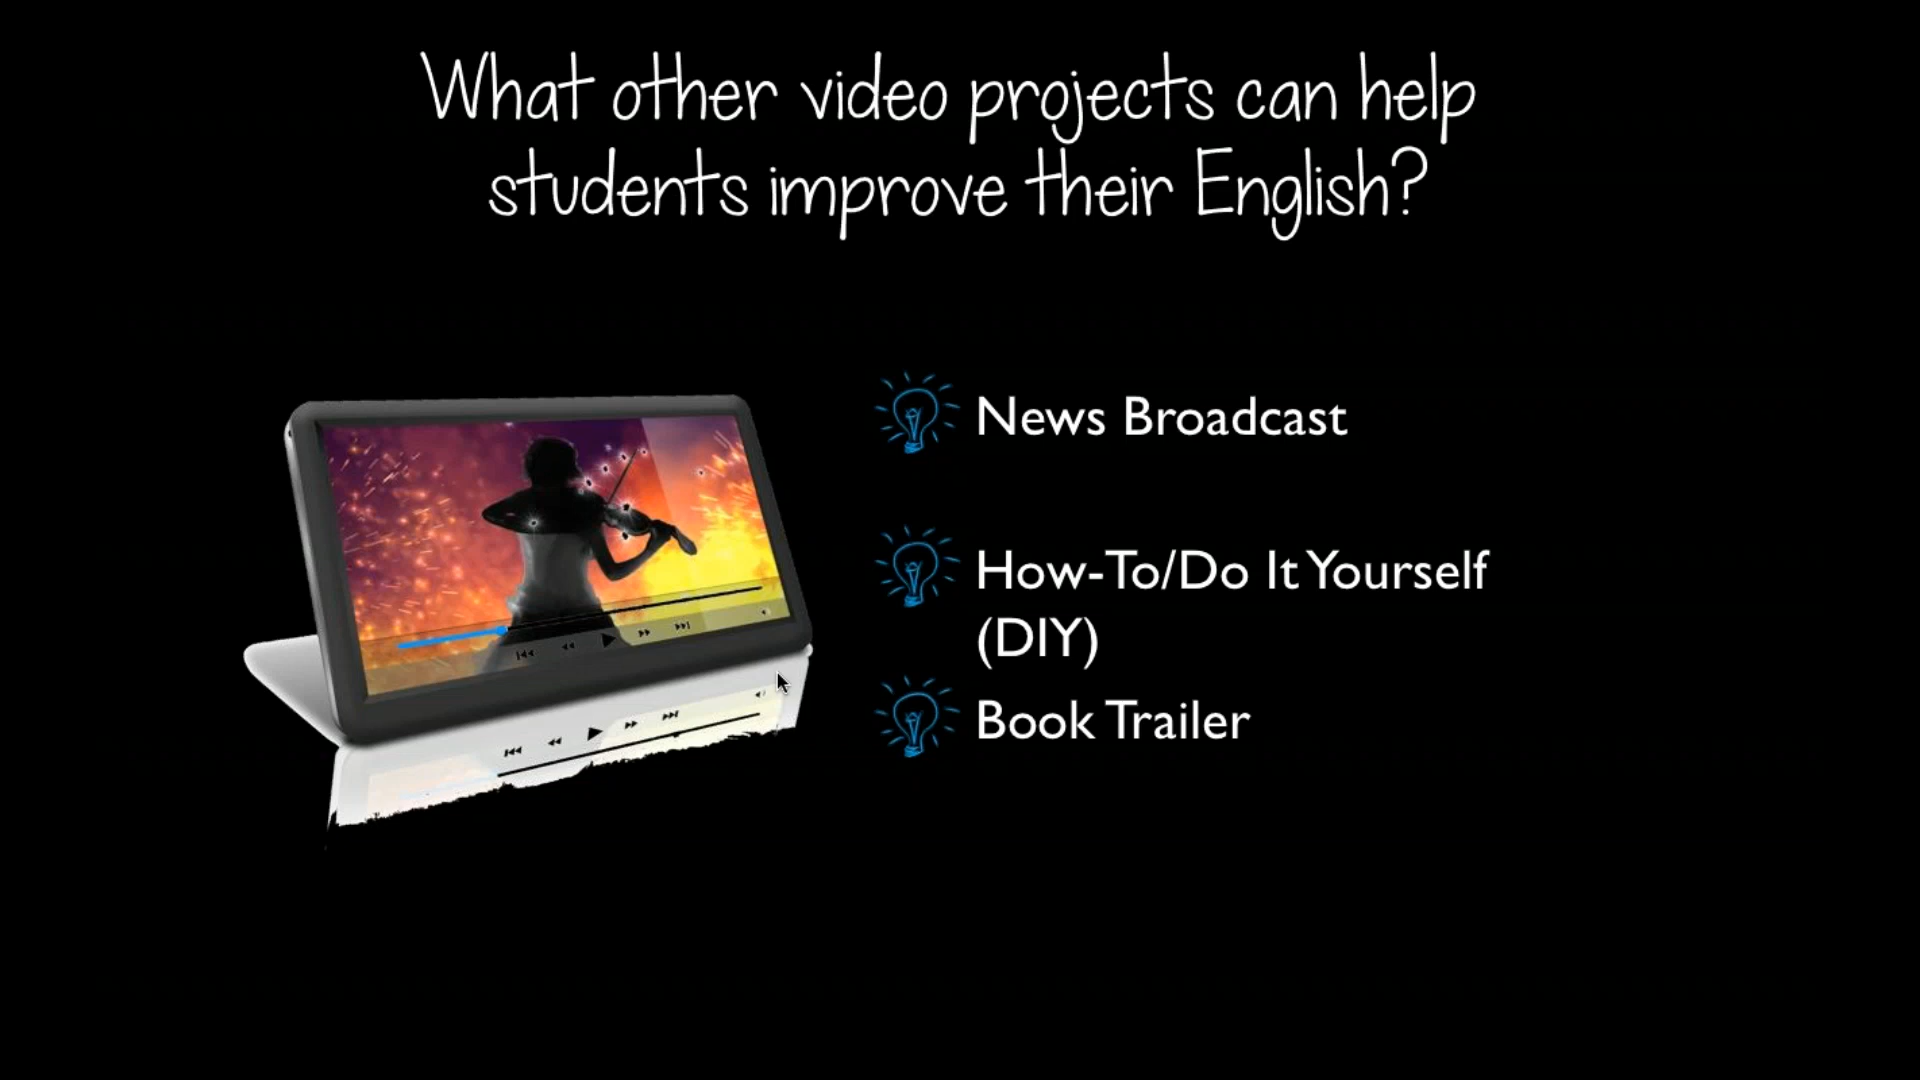 What other video projects can help
students improve their English?
News Broadcast
How-To/Do It Yourself
(DIY)
Book Trailer